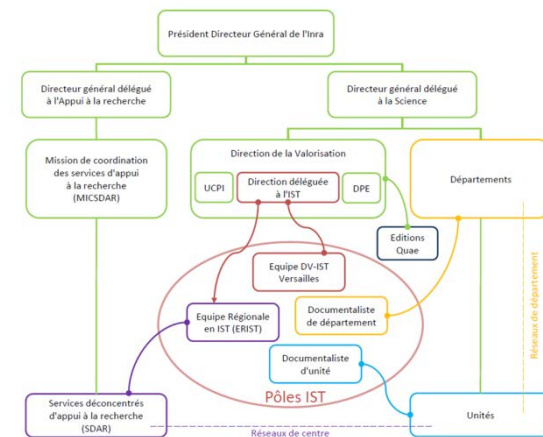 Président Directeur Général de l'Inra
Directeur général délégué
à l'Appui à la recherche
Directeur général délégué
à la Science
Mission de coordination
des services d'appui
à la recherche
(MICSDAR)
Direction de la Valorisation
UCPI
Direction déléguée
à l'IST
DPE
Départements
Editions
Quae
Equipe DV-IST
Versailles
Equipe Régionale
en IST (ERIST)
Documentaliste
de département
Documentaliste
d'unité
Pôles IST
Réseaux de département
Services déconcentrés
d'appui à la recherche
(SDAR)
Unités
Réseaux de centre